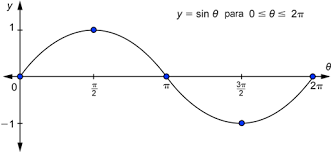 y
y = sin θ para 0 ≤ θ ≤ 2π
1
0 π/2 π 3π/2 2π θ
−1